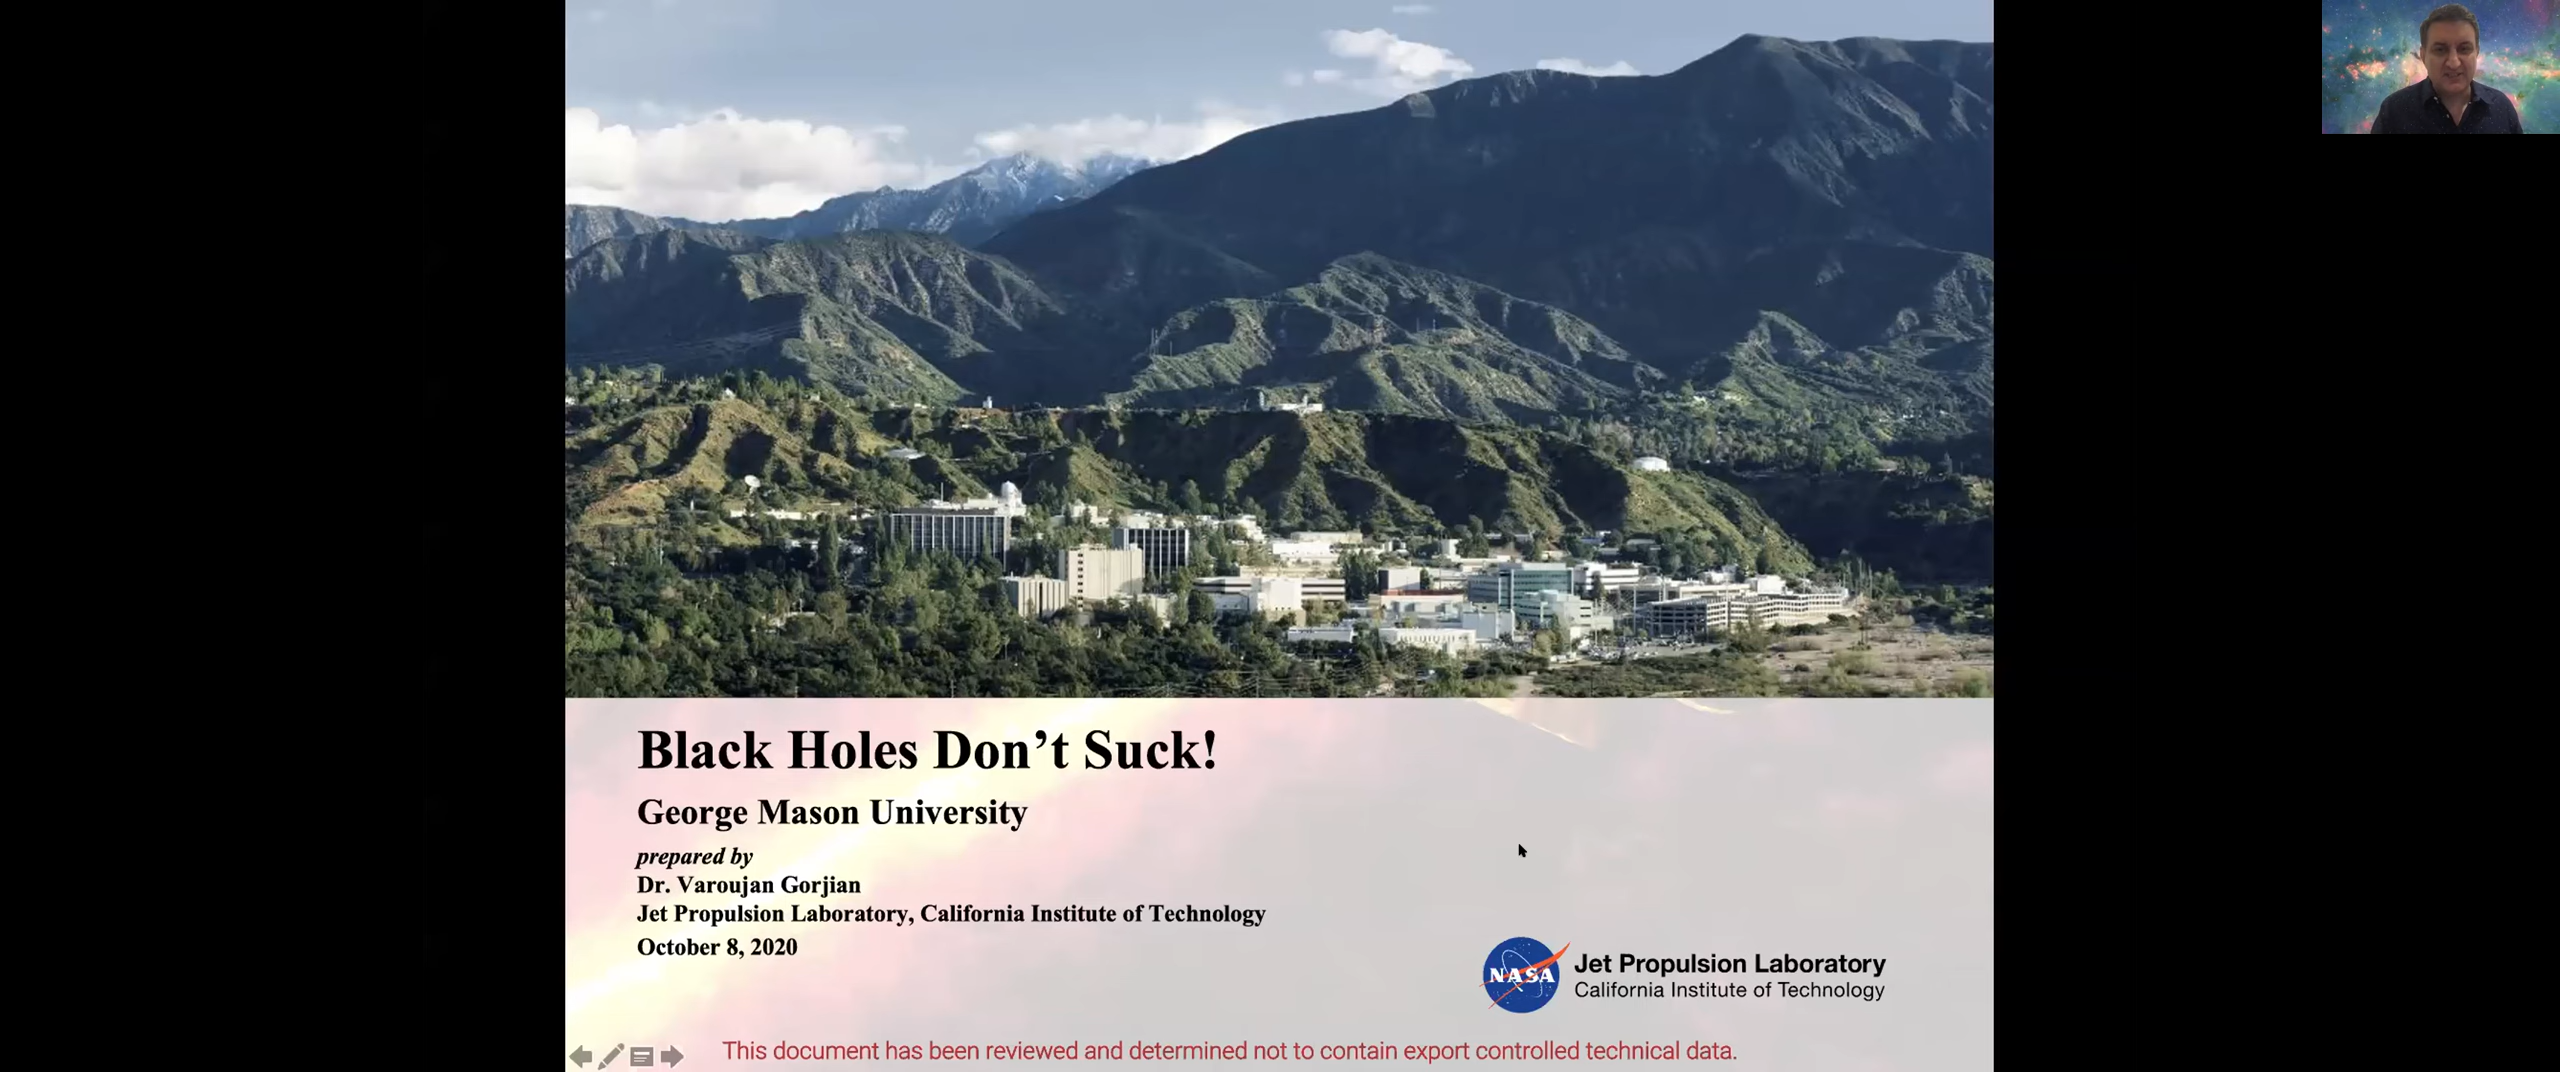 Black Holes Don’t Suck!
George Mason University
prepared by
Dr. Varoujan Gorjian
Jet Propulsion Laboratory, California Institute of Technology
October 8, 2020
NASA
Jet Propulsion Laboratory
California Institute of Technology
This document has been reviewed and determined not to contain export controlled technical data.